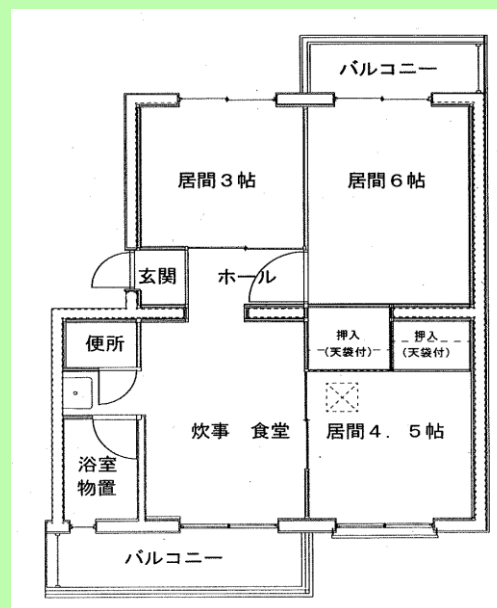 バルコニー
居間3帖
居間6帖
玄関
ホール
便所
押入
(天袋付)
押入
(天袋付)
炊事 食堂
居間4.5帖
浴室
物置
バルコニー